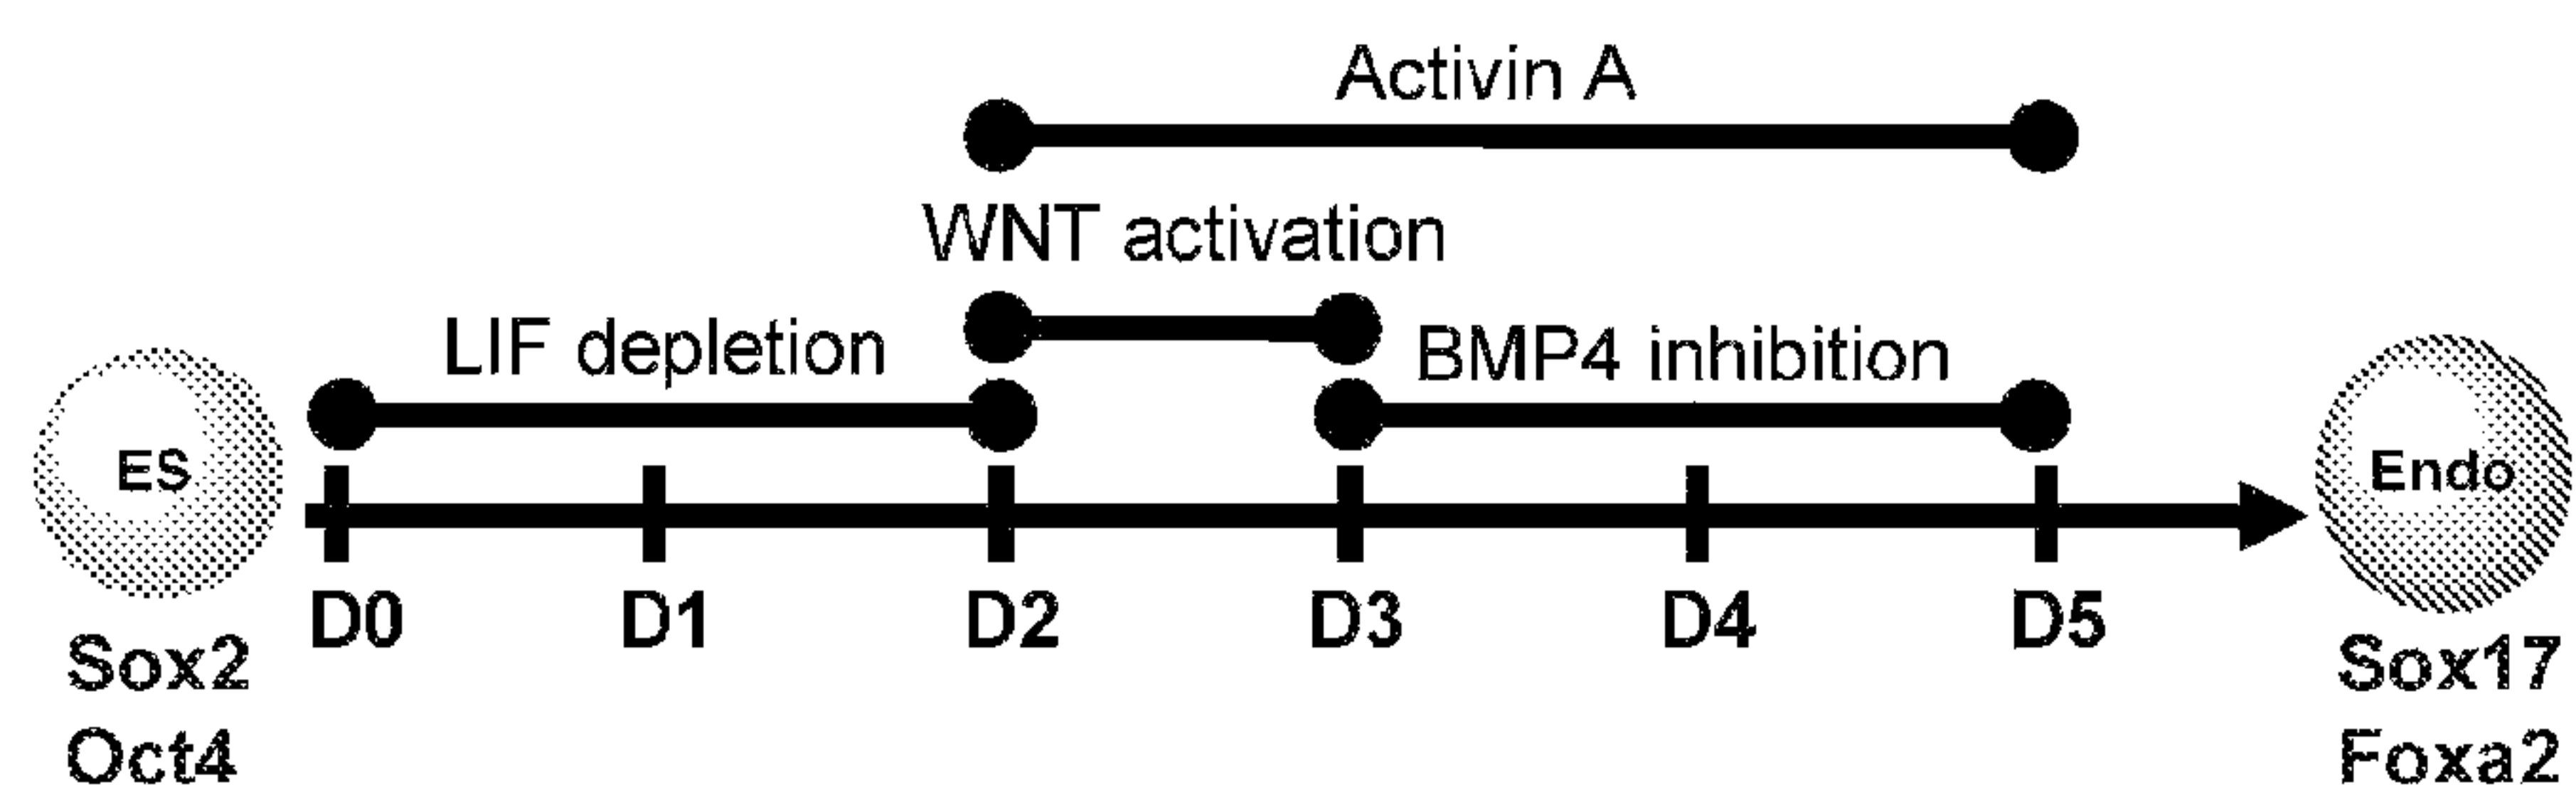 Activin A
WNT activation
LIF depletion
BMP4 inhibition
ES
Endo
D0 D1 D2 D3 D4 D5
Sox2
Oct4
Sox17
Foxa2